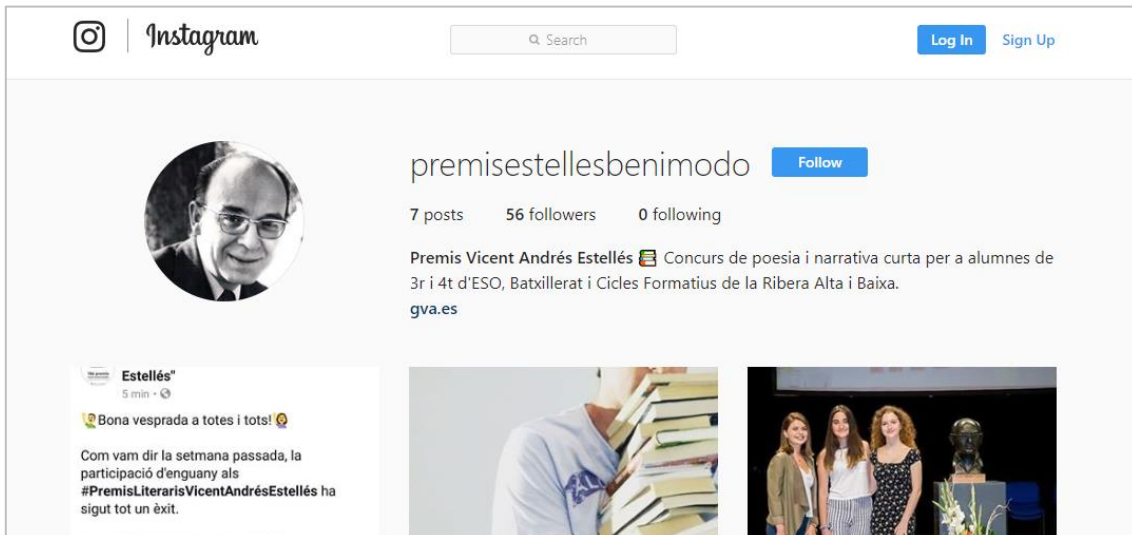 Instagram
Search
Log In
Sign Up
premisestellesbenimodo
Follow
7 posts 56 followers 0 following
Premis Vicent Andrés Estellés Concurs de poesia i narrativa curta per a alumnes de
3r i 4t d'ESO, Batxillerat i Cicles Formatius de la Ribera Alta i Baixa.
gva.es
Estellés"
5 min
Bona vesprada a totes i tots!
Com vam dir la setmana passada, la
participació d'enguany als
#PremisLiterarisVicentAndrésEstellés ha
sigut tot un èxit.